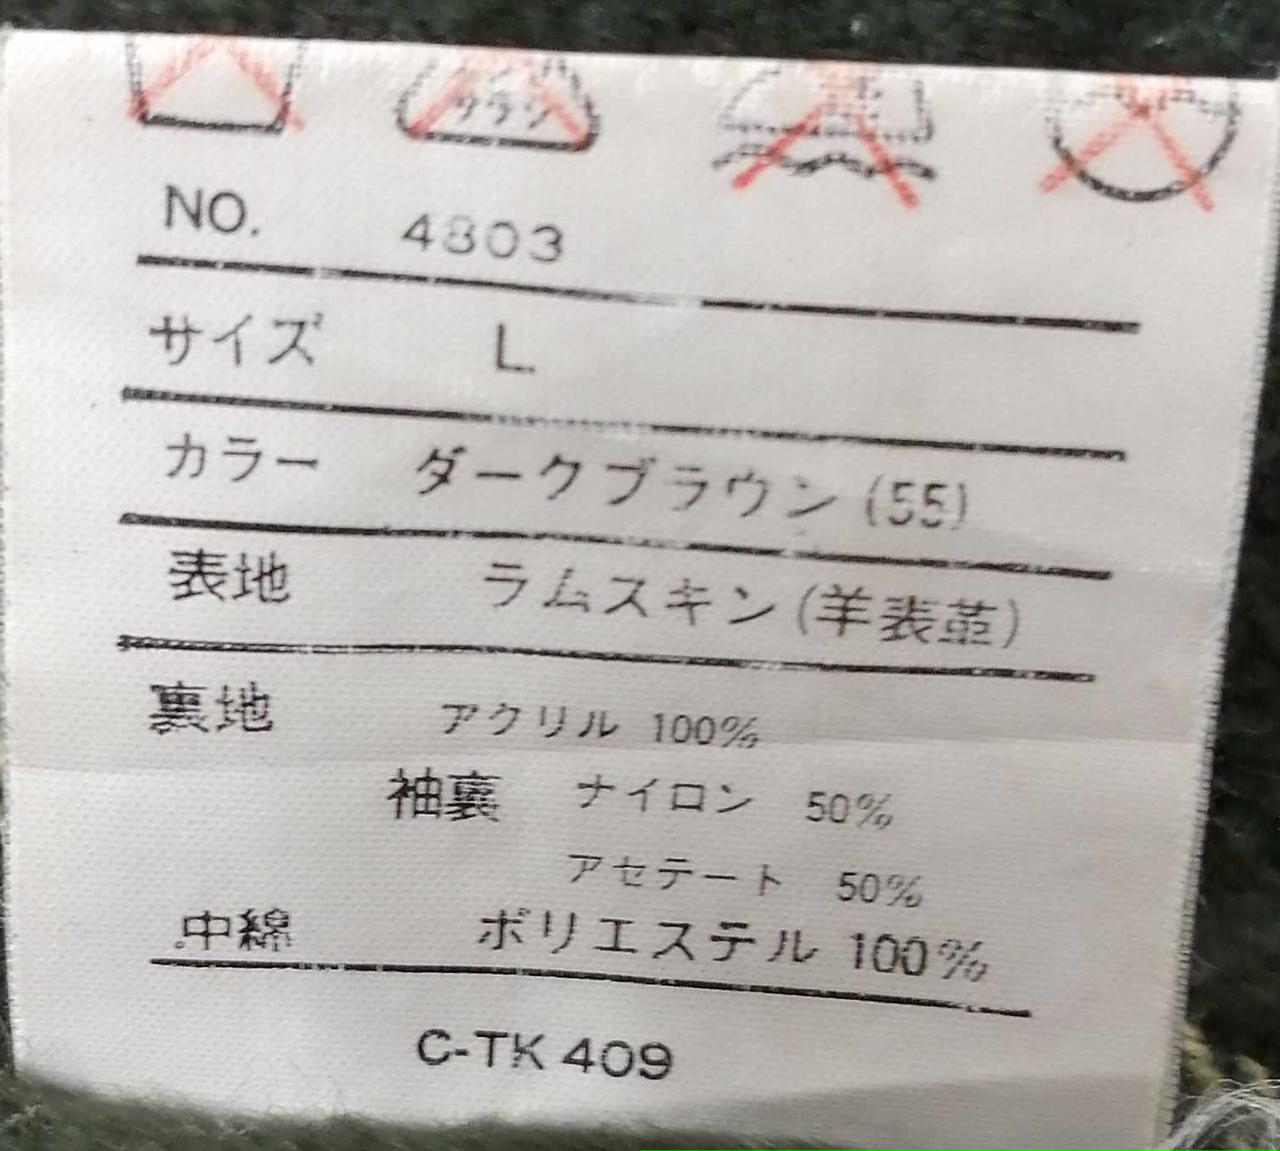 サラシ
NO. 4803
サイズ L.
カラー ダークブラウン (55)
表地 ラムスキン (羊表革)
裏地 アクリル 100%
袖裏 ナイロン 50%
アセテート 50%
中綿 ポリエステル 100%
C-TK 409